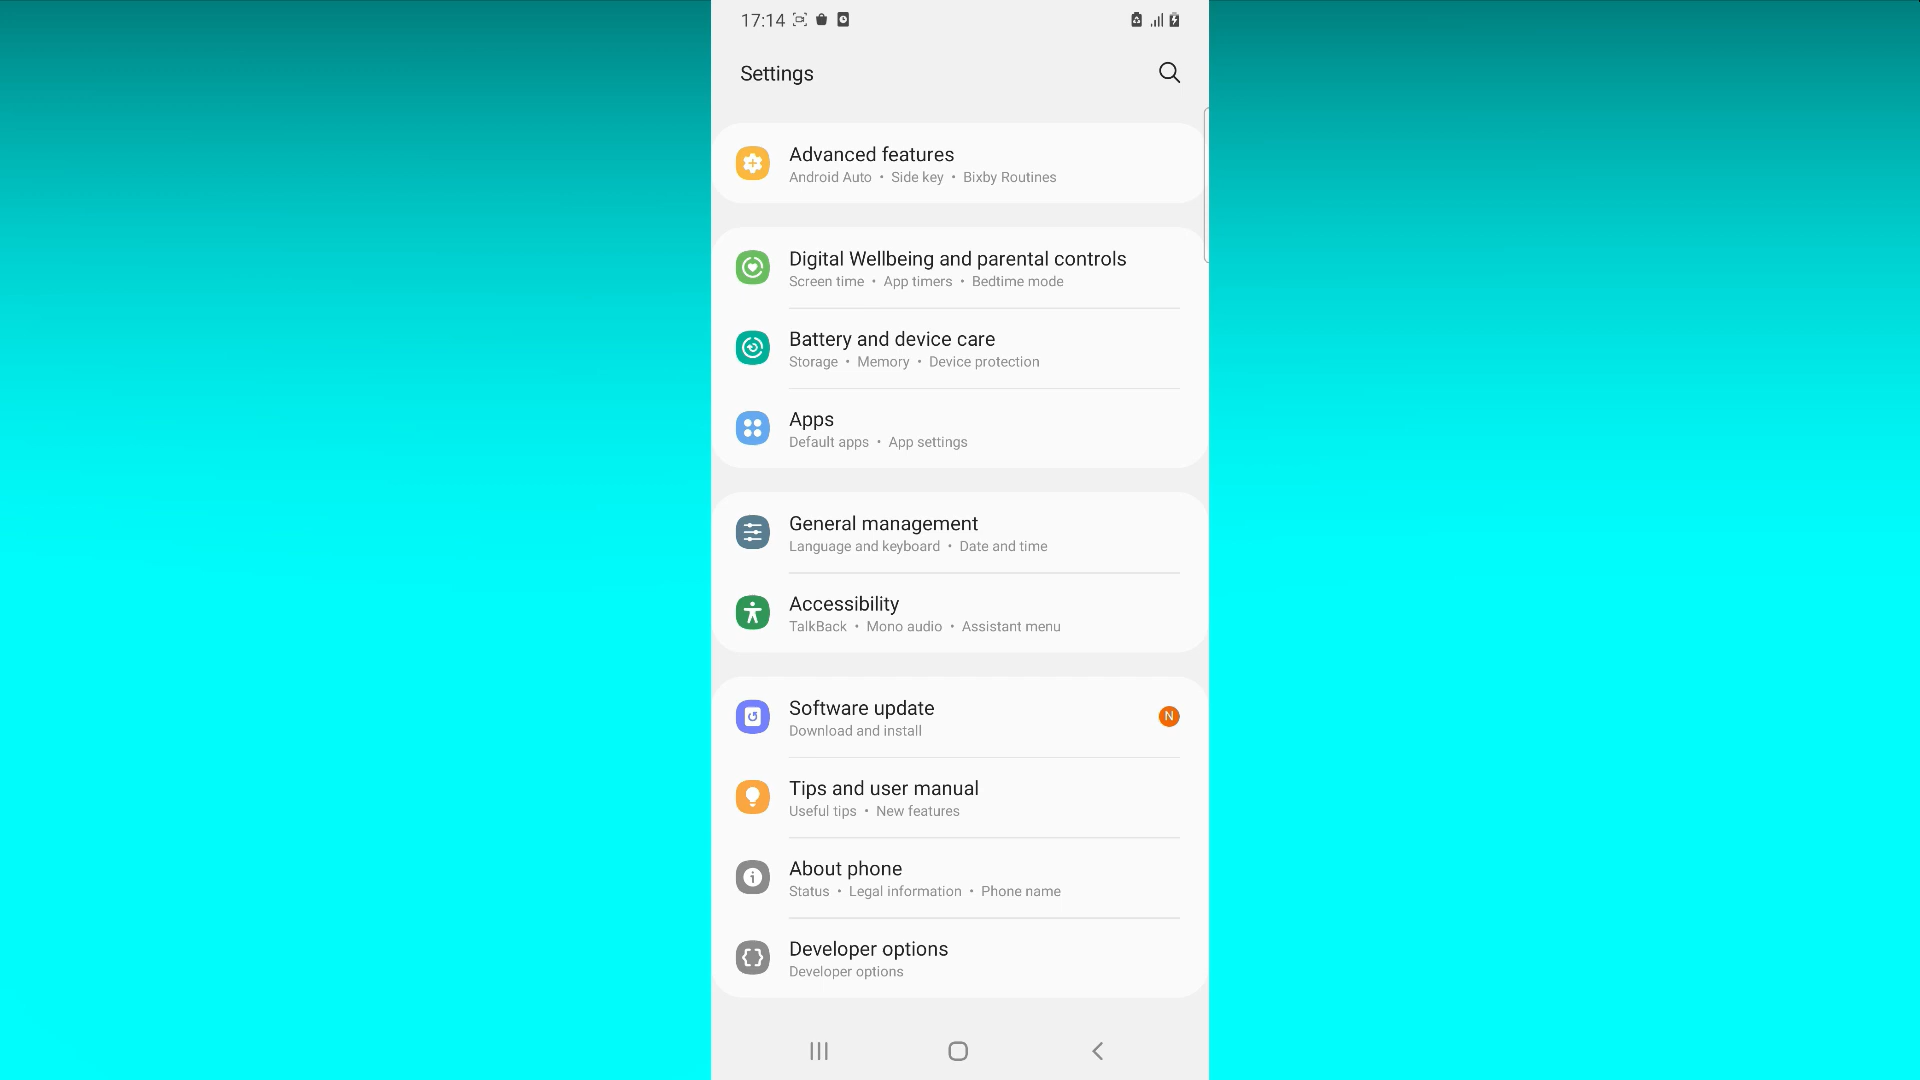 17:14
Settings
Advanced features
Android Auto • Side key • Bixby Routines
Digital Wellbeing and parental controls
Screen time • App timers • Bedtime mode
Battery and device care
Storage • Memory • Device protection
Apps
Default apps • App settings
General management
Language and keyboard • Date and time
Accessibility
TalkBack • Mono audio • Assistant menu
Software update
N
Download and install
Tips and user manual
Useful tips • New features
About phone
Status • Legal information • Phone name
Developer options
Developer options